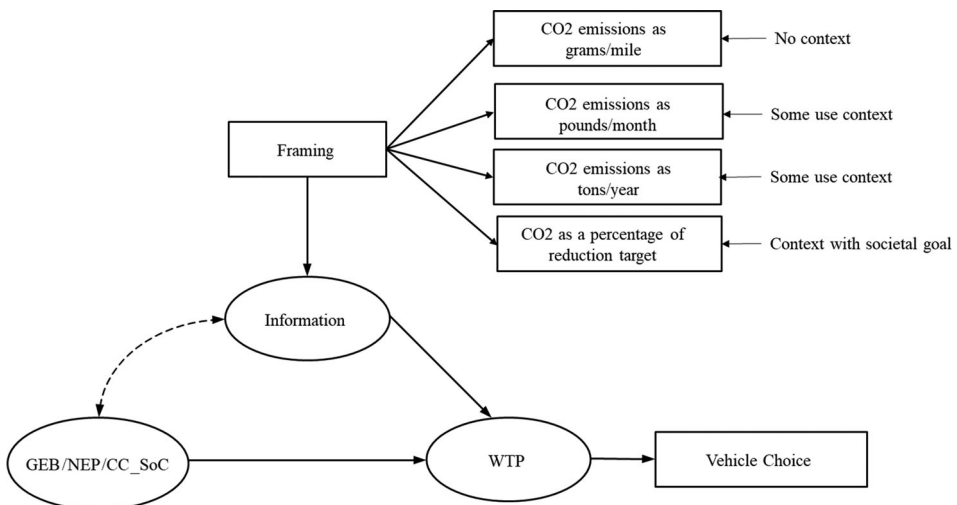 CO2 emissions as
grams/mile
No context
CO2 emissions as
pounds/month
Some use context
Framing
CO2 emissions as
tons/year
Some use context
CO2 as a percentage of
reduction target
Context with societal goal
Information
GEB/NEP/CC_SoC
WTP
Vehicle Choice